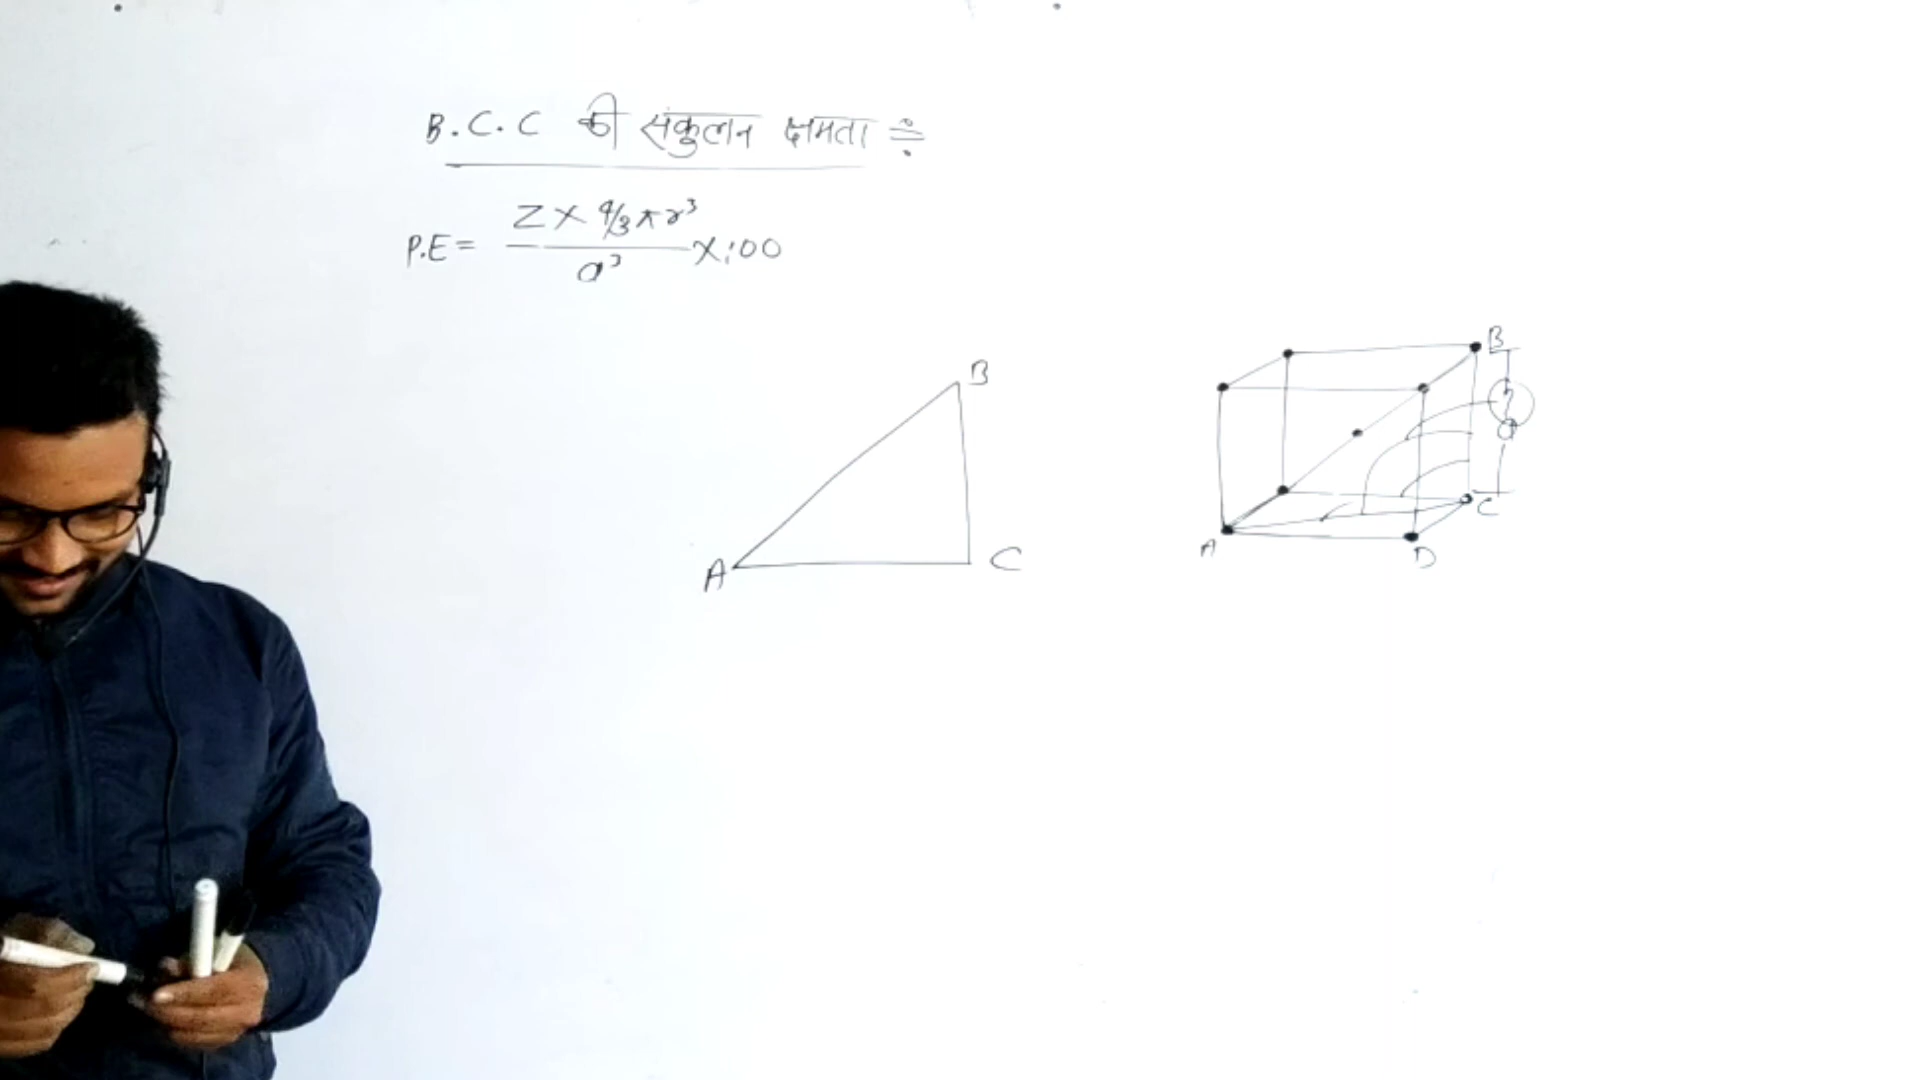 B.C.C की संकुलन क्षमता ÷
P.E = Z × 4/3 π r³ / a³ × 100
B
A
C
B
a
C
A
D